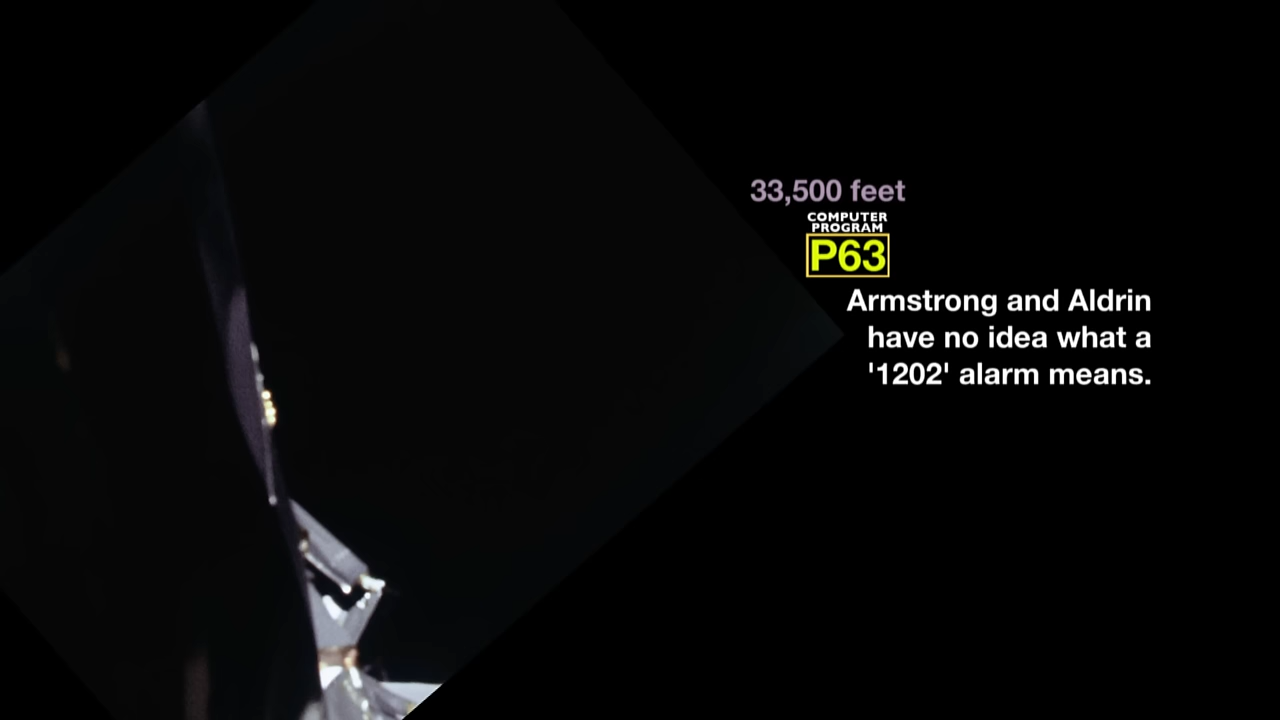 33,500 feet
COMPUTER
PROGRAM
P63
Armstrong and Aldrin
have no idea what a
'1202' alarm means.